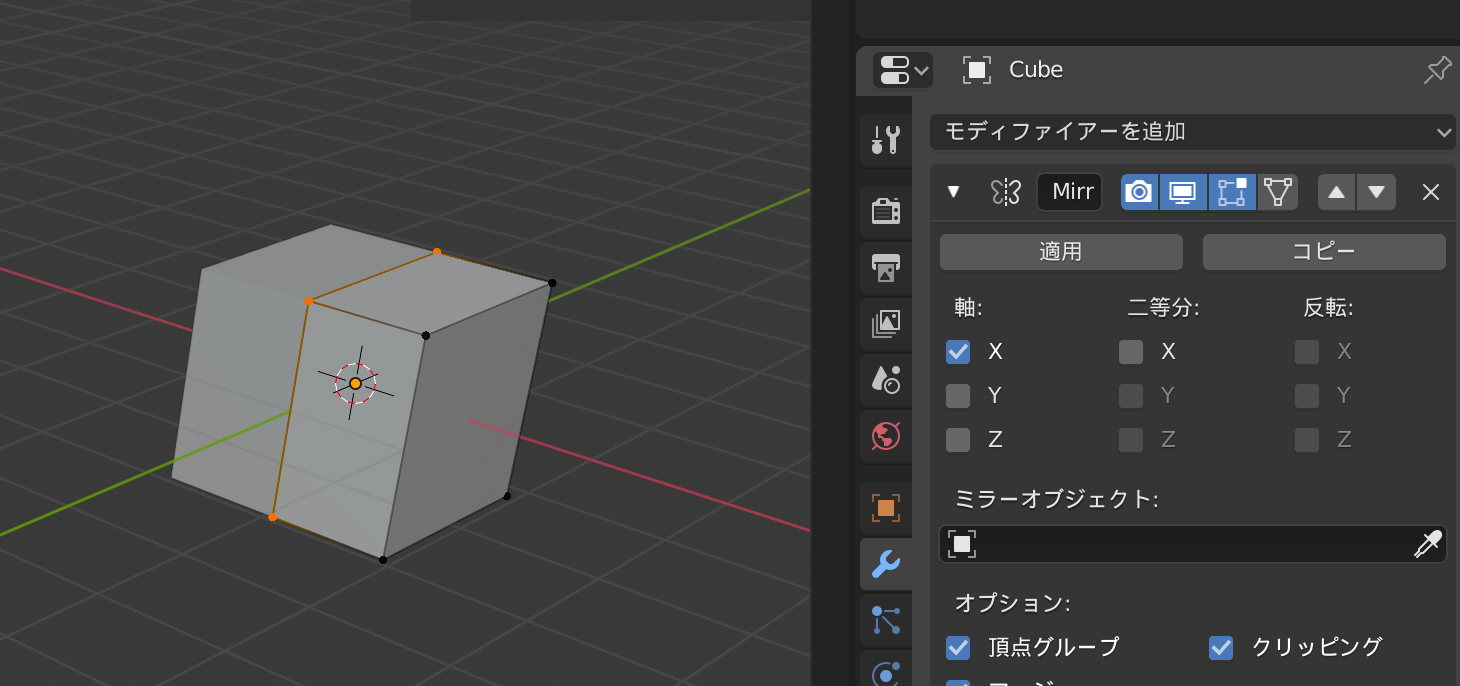 Cube
モディファイアーを追加
Mirr
適用 コピー
軸: 二等分: 反転:
X X X
Y Y Y
Z Z Z
ミラーオブジェクト:
オプション:
頂点グループ クリッピング